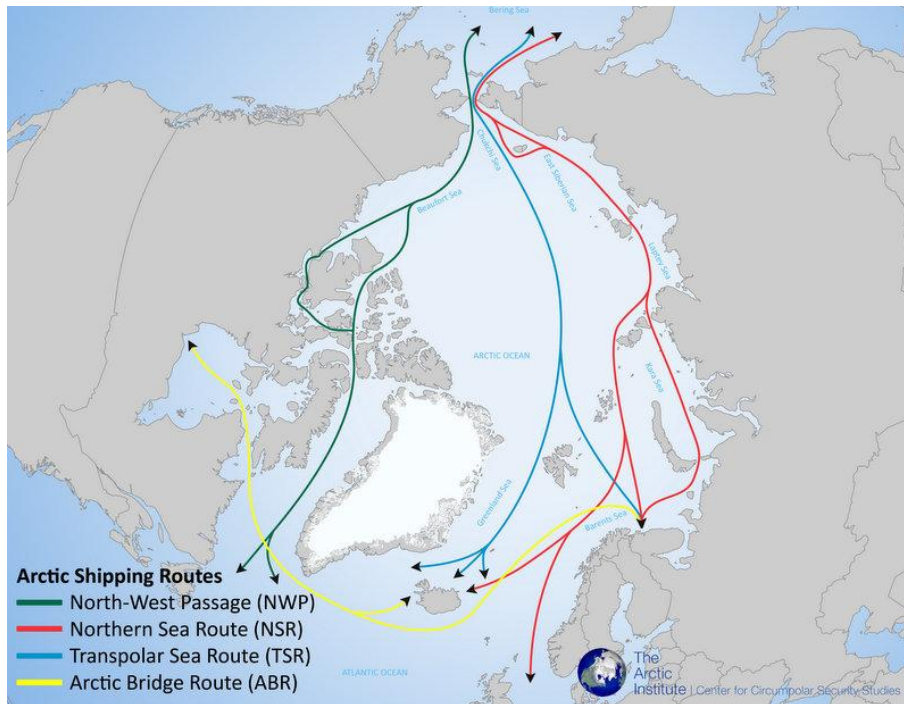 Bering Sea
Chukchi Sea
East Siberian Sea
Beaufort Sea
Laptev Sea
ARCTIC OCEAN
Kara Sea
Greenland Sea
Barents Sea
Arctic Shipping Routes
North-West Passage (NWP)
Northern Sea Route (NSR)
Transpolar Sea Route (TSR)
Arctic Bridge Route (ABR)
ATLANTIC OCEAN
The
Arctic
Institute | Center for Circumpolar Security Studies